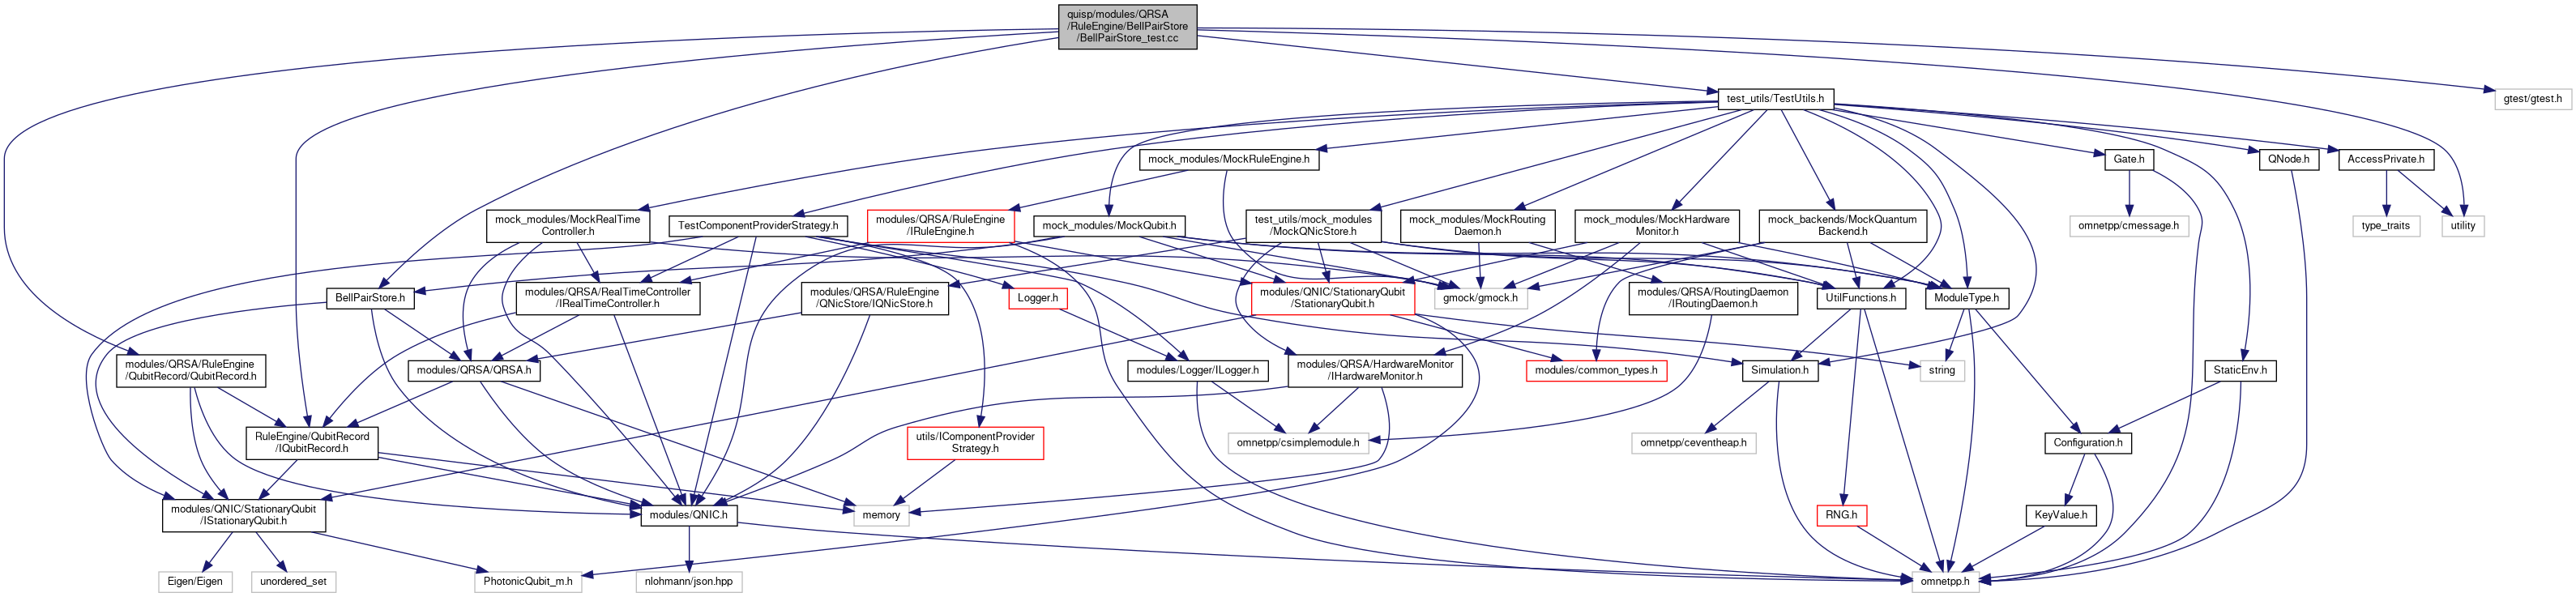 quisp/modules/QRSA
/RuleEngine/BellPairStore
/BellPairStore_test.cc
test_utils/TestUtils.h
gtest/gtest.h
mock_modules/MockRuleEngine.h
Gate.h
QNode.h
AccessPrivate.h
mock_modules/MockRealTime
Controller.h
TestComponentProviderStrategy.h
modules/QRSA/RuleEngine
/IRuleEngine.h
mock_modules/MockQubit.h
test_utils/mock_modules
/MockQNicStore.h
mock_modules/MockRouting
Daemon.h
mock_modules/MockHardware
Monitor.h
mock_backends/MockQuantum
Backend.h
omnetpp/cmessage.h
type_traits
utility
BellPairStore.h
modules/QRSA/RealTimeController
/IRealTimeController.h
modules/QRSA/RuleEngine
/QNicStore/IQNicStore.h
Logger.h
modules/QNIC/StationaryQubit
/StationaryQubit.h
gmock/gmock.h
modules/QRSA/RoutingDaemon
/IRoutingDaemon.h
UtilFunctions.h
ModuleType.h
modules/QRSA/RuleEngine
/QubitRecord/QubitRecord.h
modules/QRSA/QRSA.h
modules/Logger/ILogger.h
modules/QRSA/HardwareMonitor
/IHardwareMonitor.h
modules/common_types.h
Simulation.h
string
StaticEnv.h
RuleEngine/QubitRecord
/IQubitRecord.h
utils/IComponentProvider
Strategy.h
omnetpp/csimplemodule.h
omnetpp/ceventheap.h
Configuration.h
modules/QNIC/StationaryQubit
/IStationaryQubit.h
modules/QNIC.h
memory
RNG.h
KeyValue.h
Eigen/Eigen
unordered_set
PhotonicQubit_m.h
nlohmann/json.hpp
omnetpp.h